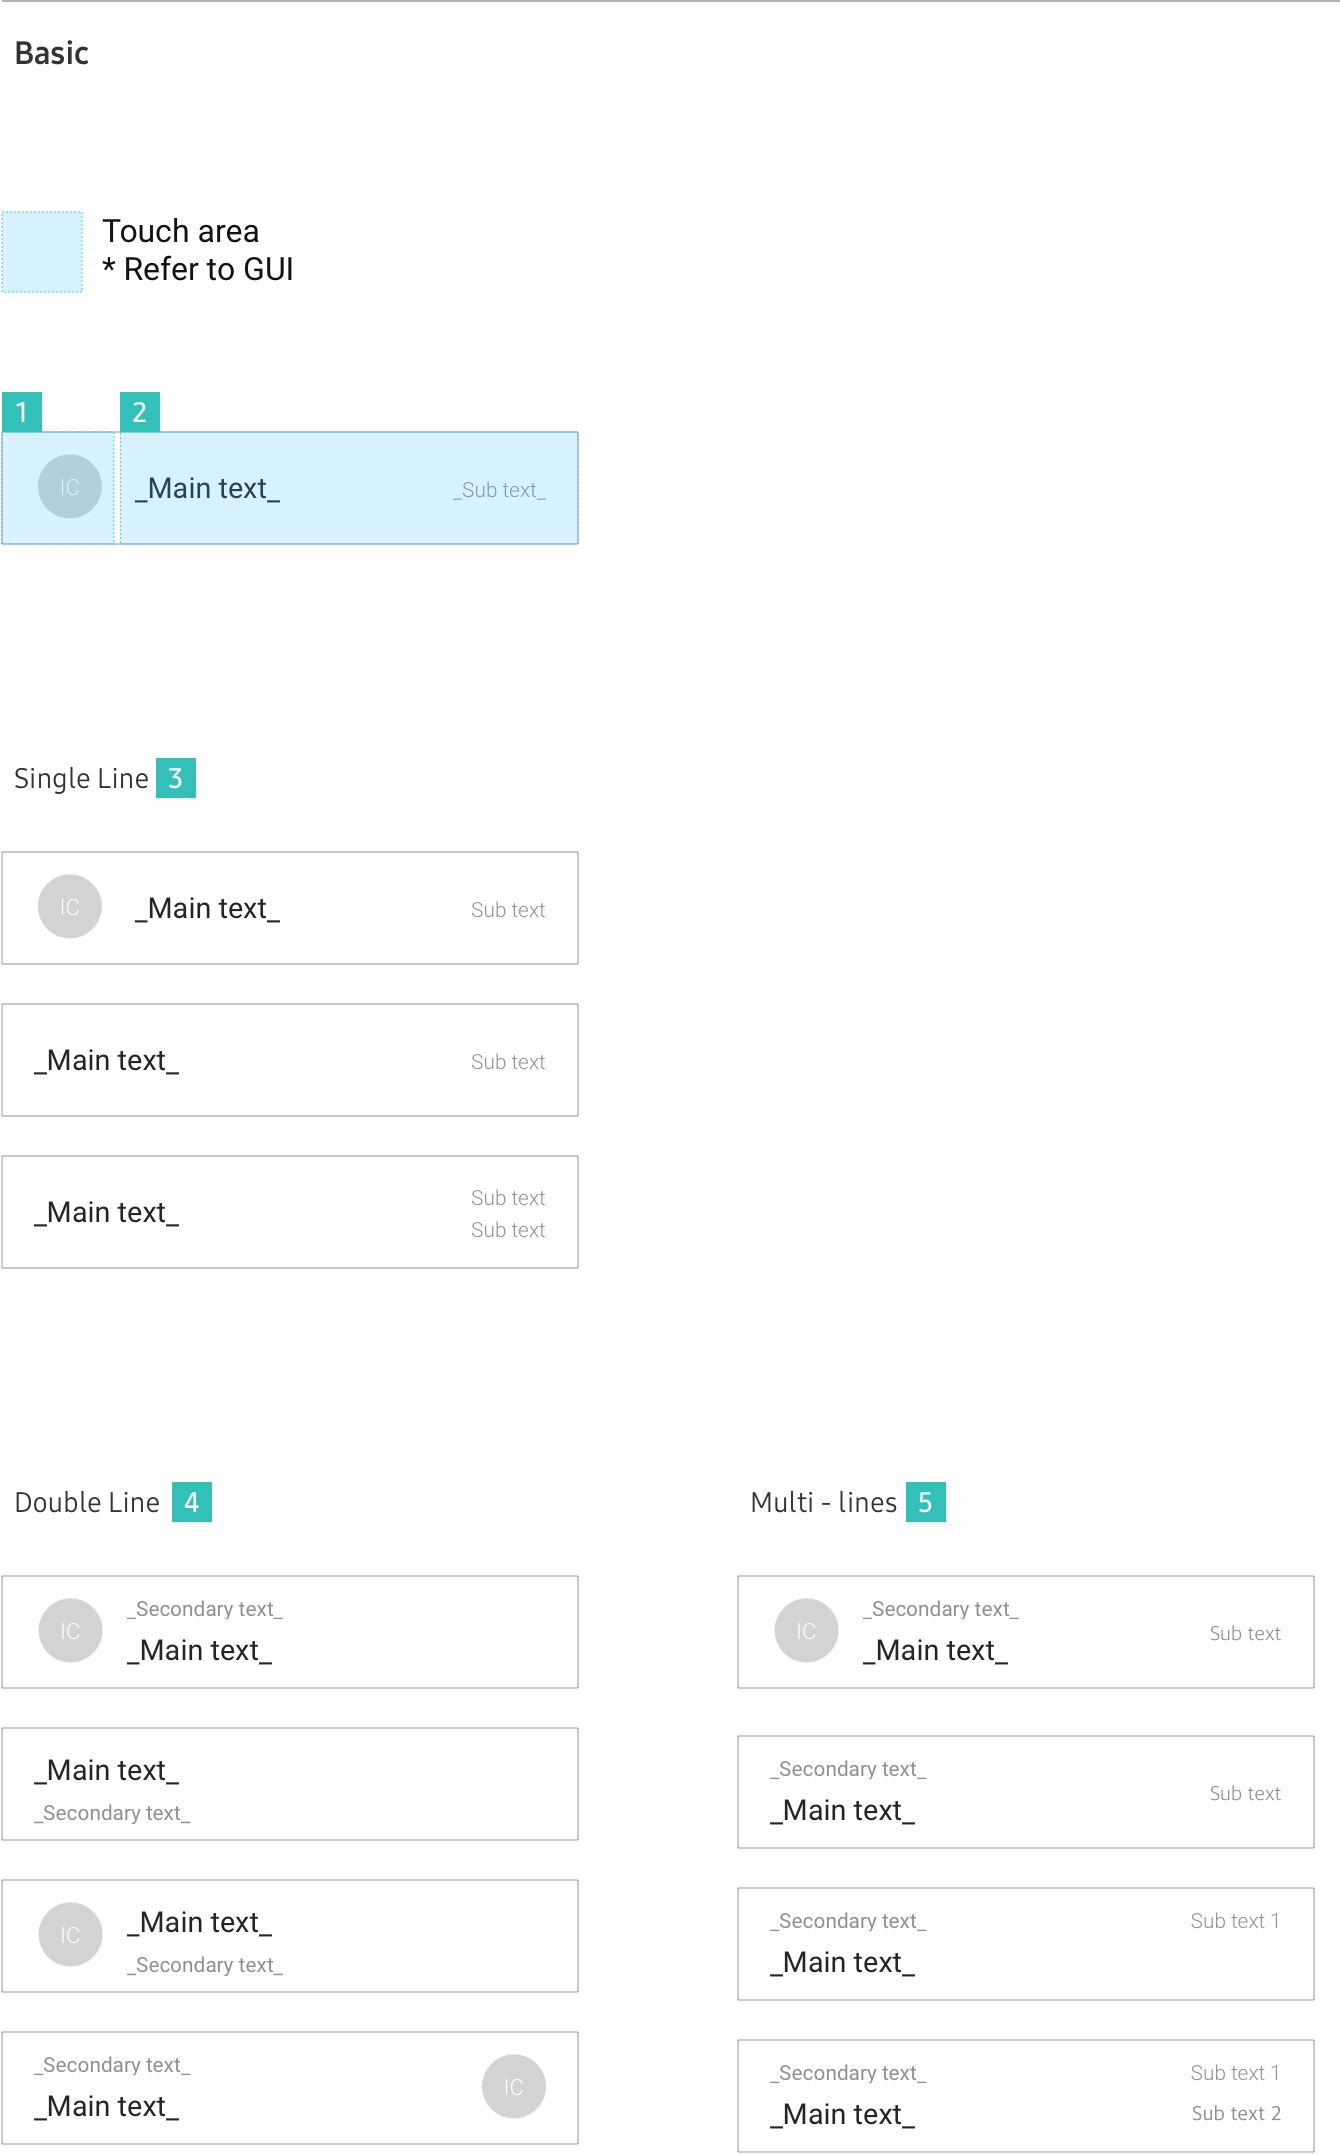 Basic
Touch area
* Refer to GUI
1 2
IC _Main text_ _Sub text_
Single Line 3
IC _Main text_ Sub text
_Main text_ Sub text
_Main text_
Sub text
Sub text
Double Line 4
IC
_Secondary text_
_Main text_
_Main text_
_Secondary text_
IC
_Main text_
_Secondary text_
_Secondary text_
_Main text_
IC
Multi - lines 5
IC
_Secondary text_
_Main text_
Sub text
_Secondary text_
_Main text_
Sub text
_Secondary text_ Sub text 1
_Main text_
_Secondary text_ Sub text 1
_Main text_ Sub text 2